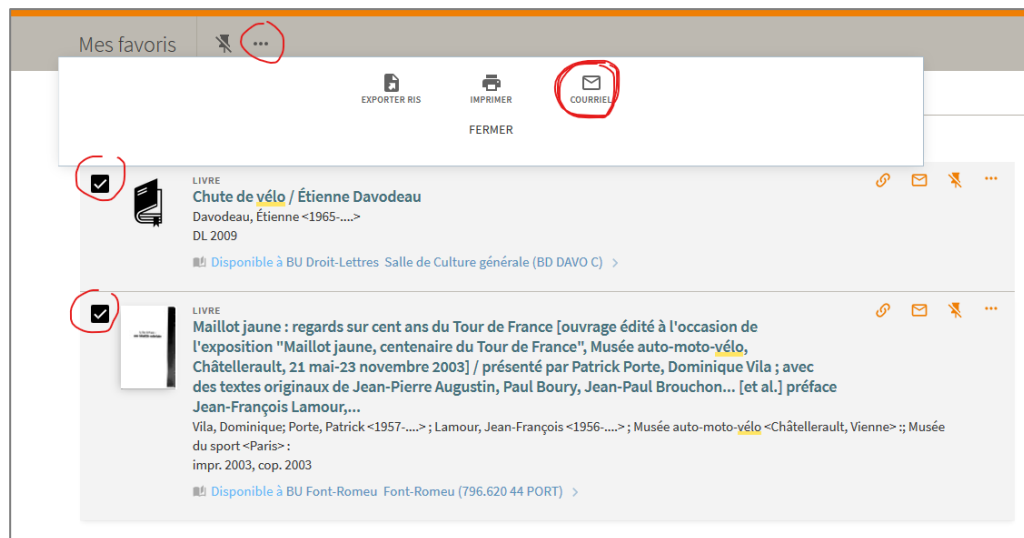 Mes favoris
EXPORTER RIS
IMPRIMER
COURRIEL
FERMER
LIVRE
Chute de vélo / Étienne Davodeau
Davodeau, Étienne <1965-....>
DL 2009
Disponible à BU Droit-Lettres Salle de Culture générale (BD DAVO C) >
LIVRE
Maillot jaune : regards sur cent ans du Tour de France [ouvrage édité à l'occasion de
l'exposition "Maillot jaune, centenaire du Tour de France", Musée auto-moto-vélo,
Châtellerault, 21 mai-23 novembre 2003] / présenté par Patrick Porte, Dominique Vila ; avec
des textes originaux de Jean-Pierre Augustin, Paul Boury, Jean-Paul Brouchon... [et al.] préface
Jean-François Lamour,...
Vila, Dominique; Porte, Patrick <1957-....> ; Lamour, Jean-François <1956-....> ; Musée auto-moto-vélo <Châtellerault, Vienne> :; Musée
du sport <Paris> :
impr. 2003, cop. 2003
Disponible à BU Font-Romeu Font-Romeu (796.620 44 PORT) >